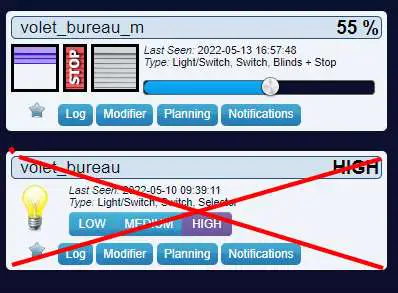 volet_bureau_m 55 %
STOP
Last Seen: 2022-05-13 16:57:48
Type: Light/Switch, Switch, Blinds + Stop
Log Modifier Planning Notifications
volet_bureau HIGH
Last Seen: 2022-05-10 09:39:11
Type: Light/Switch, Switch, Selector
LOW MEDIUM HIGH
Log Modifier Planning Notifications